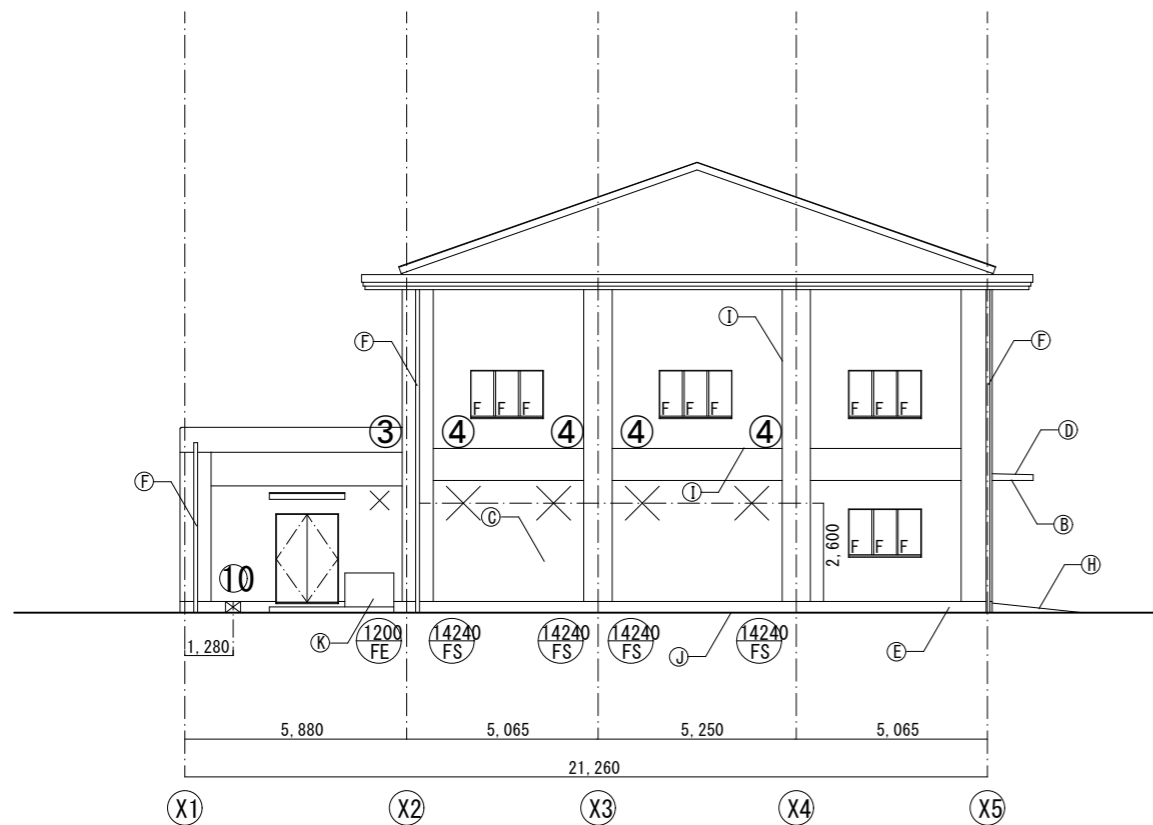 Ⓘ
Ⓕ Ⓕ
F F F F F F F F F
③ ④ ④ ④ ④
Ⓓ
Ⓕ Ⓘ
Ⓒ Ⓑ
2,600
F F F
Ⓗ
⑩
1,280
Ⓚ
1200
FE
14240
FS
14240
FS
14240
FS
14240
FS
Ⓙ
Ⓔ
5,880 5,065 5,250 5,065
21,260
X1 X2 X3 X4 X5